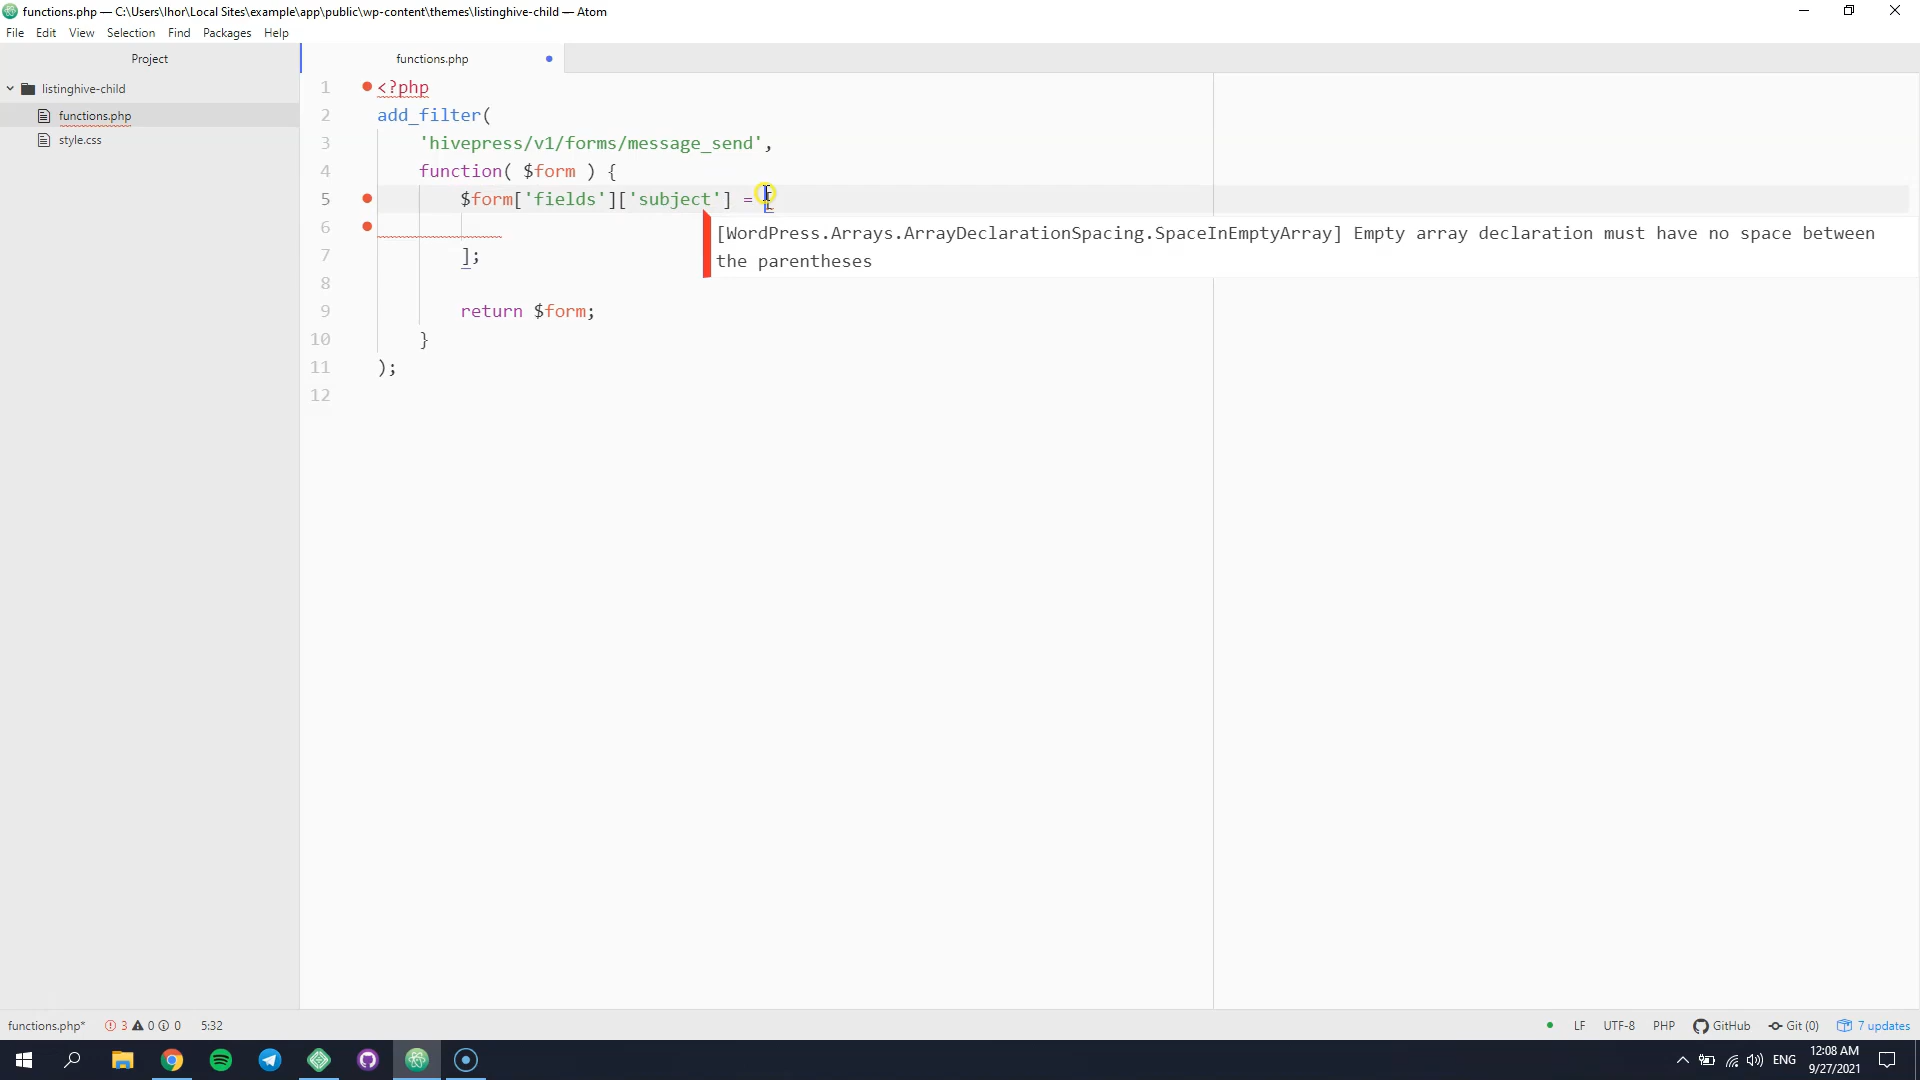 functions.php — C:\Users\Ihor\Local Sites\example\app\public\wp-content\themes\listinghive-child — Atom
File Edit View Selection Find Packages Help
Project
listinghive-child
functions.php
style.css
functions.php
1 <?php
2 add_filter(
3 'hivepress/v1/forms/message_send',
4 function( $form ) {
5 $form['fields']['subject'] = [
6
[WordPress.Arrays.ArrayDeclarationSpacing.SpaceInEmptyArray] Empty array declaration must have no space between
the parentheses
7 ];
8
9 return $form;
10 }
11 );
12
functions.php* 3 0 0 5:32
LF UTF-8 PHP GitHub Git (0) 7 updates
ENG
12:08 AM
9/27/2021